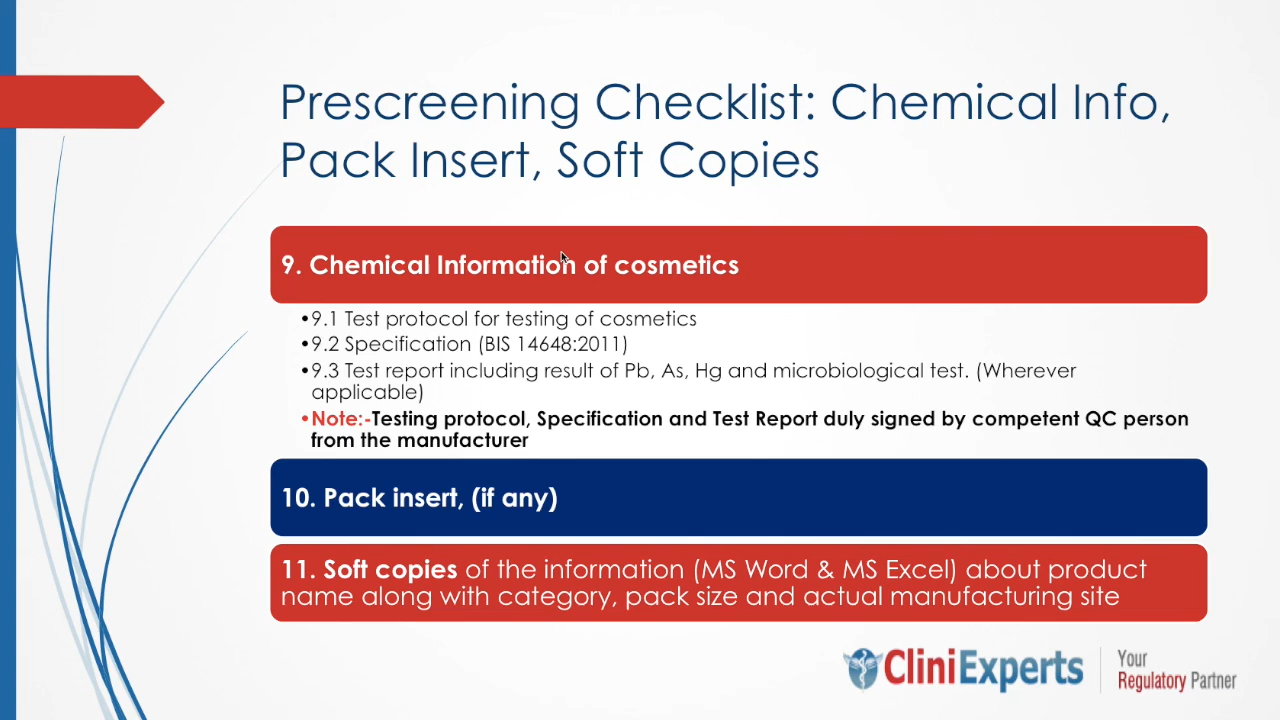 Prescreening Checklist: Chemical Info,
Pack Insert, Soft Copies
9. Chemical Information of cosmetics
•9.1 Test protocol for testing of cosmetics
•9.2 Specification (BIS 14648:2011)
•9.3 Test report including result of Pb, As, Hg and microbiological test. (Wherever
applicable)
•Note:-Testing protocol, Specification and Test Report duly signed by competent QC person
from the manufacturer
10. Pack insert, (if any)
11. Soft copies of the information (MS Word & MS Excel) about product
name along with category, pack size and actual manufacturing site
CliniExperts
Your
Regulatory Partner